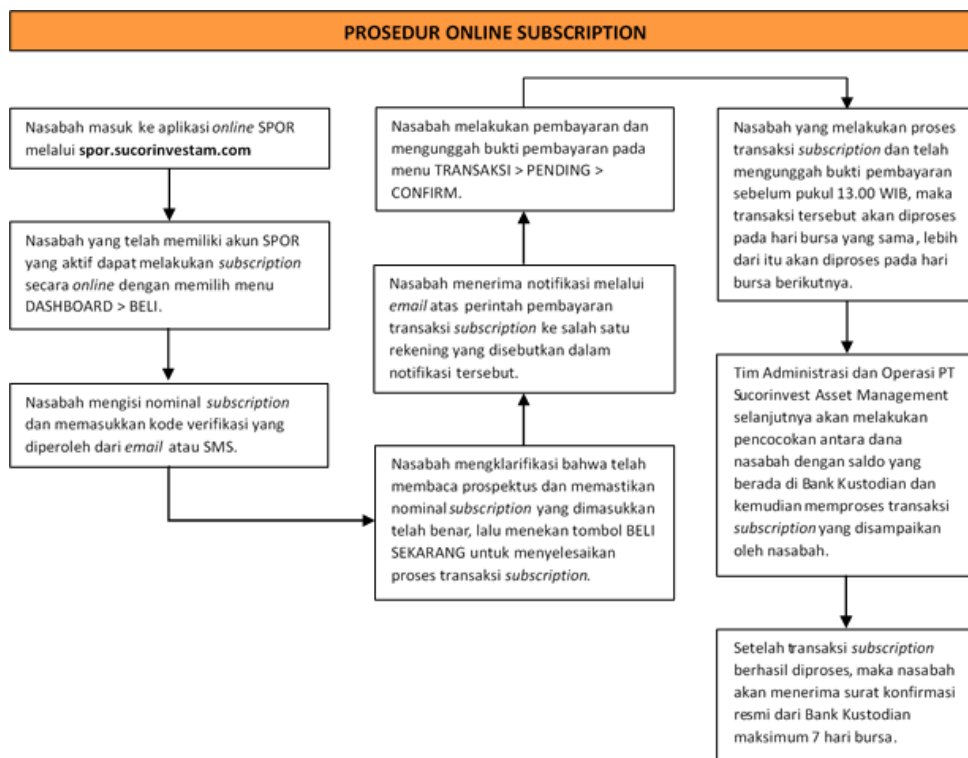 PROSEDUR ONLINE SUBSCRIPTION
Nasabah masuk ke aplikasi online SPOR
melalui spor.sucorinvestam.com
Nasabah yang telah memiliki akun SPOR
yang aktif dapat melakukan subscription
secara online dengan memilih menu
DASHBOARD > BELI.
Nasabah mengisi nominal subscription
dan memasukkan kode verifikasi yang
diperoleh dari email atau SMS.
Nasabah mengklarifikasi bahwa telah
membaca prospektus dan memastikan
nominal subscription yang dimasukkan
telah benar, lalu menekan tombol BELI
SEKARANG untuk menyelesaikan
proses transaksi subscription.
Nasabah menerima notifikasi melalui
email atas perintah pembayaran
transaksi subscription ke salah satu
rekening yang disebutkan dalam
notifikasi tersebut.
Nasabah melakukan pembayaran dan
mengunggah bukti pembayaran pada
menu TRANSAKSI > PENDING >
CONFIRM.
Nasabah yang melakukan proses
transaksi subscription dan telah
mengunggah bukti pembayaran
sebelum pukul 13.00 WIB, maka
transaksi tersebut akan diproses
pada hari bursa yang sama, lebih
dari itu akan diproses pada hari
bursa berikutnya.
Tim Administrasi dan Operasi PT
Sucorinvest Asset Management
selanjutnya akan melakukan
pencocokan antara dana
nasabah dengan saldo yang
berada di Bank Kustodian dan
kemudian memproses transaksi
subscription yang disampaikan
oleh nasabah.
Setelah transaksi subscription
berhasil diproses, maka nasabah
akan menerima surat konfirmasi
resmi dari Bank Kustodian
maksimum 7 hari bursa.